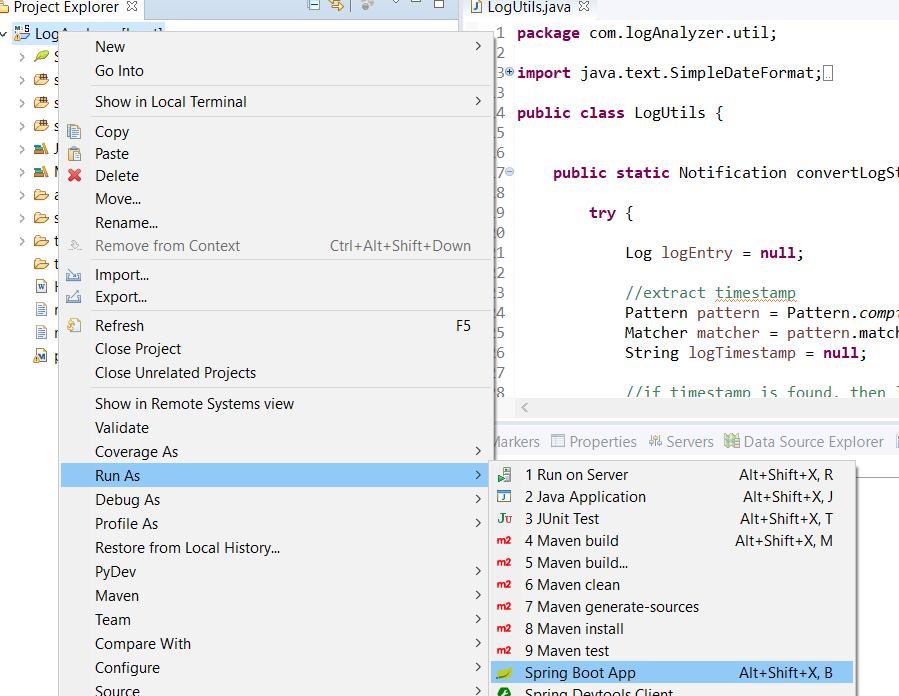 Project Explorer
LogUtils.java
New
Go Into
Show in Local Terminal
Copy
Paste
Delete
Move...
Rename...
Remove from Context Ctrl+Alt+Shift+Down
Import...
Export...
Refresh F5
Close Project
Close Unrelated Projects
Show in Remote Systems view
Validate
Coverage As
Run As
Debug As
Profile As
Restore from Local History...
PyDev
Maven
Team
Compare With
Configure
Source
package com.logAnalyzer.util;
import java.text.SimpleDateFormat;
public class LogUtils {
public static Notification convertLogSt
try {
Log logEntry = null;
//extract timestamp
Pattern pattern = Pattern.comp
Matcher matcher = pattern.match
String logTimestamp = null;
//if timestamp is found, then
Markers Properties Servers Data Source Explorer
1 Run on Server Alt+Shift+X, R
2 Java Application Alt+Shift+X, J
3 JUnit Test Alt+Shift+X, T
4 Maven build Alt+Shift+X, M
5 Maven build...
6 Maven clean
7 Maven generate-sources
8 Maven install
9 Maven test
Spring Boot App Alt+Shift+X, B
Spring Devtools Client